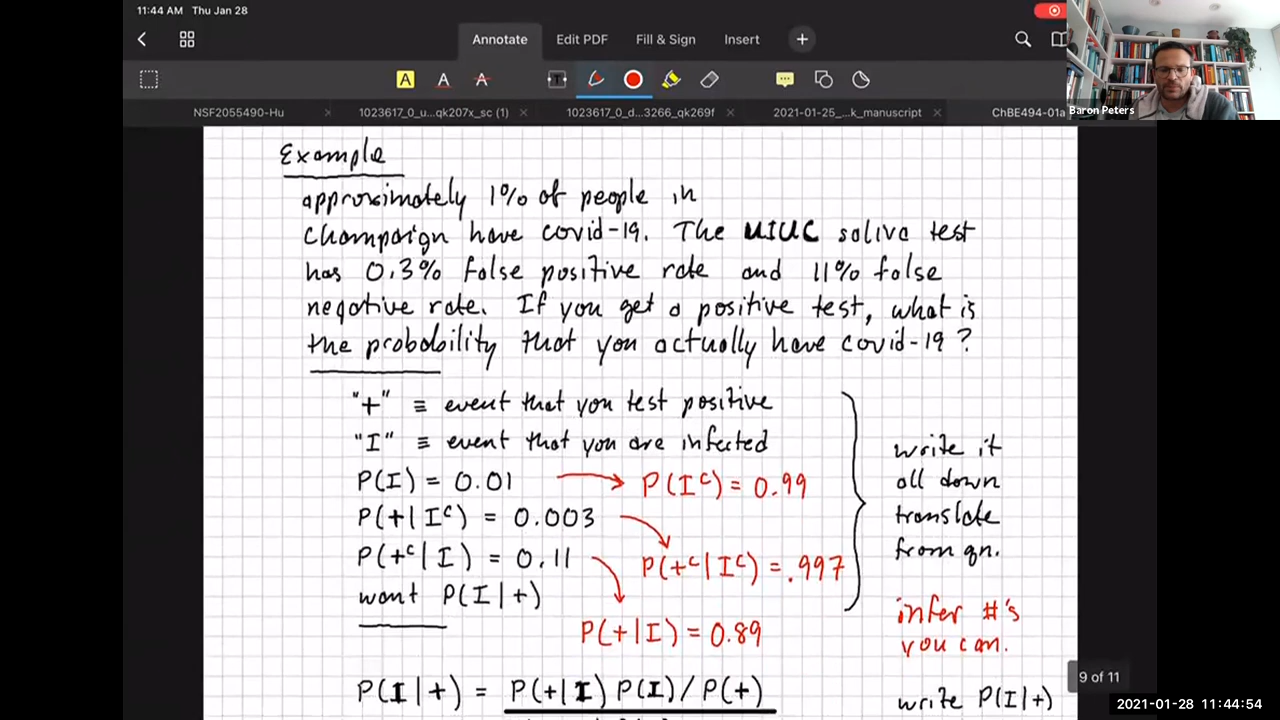 11:44 AM Thu Jan 28
Annotate Edit PDF Fill & Sign Insert
NSF2055490-Hu 1023617_0_u...qk207x_sc (1) 1023617_0_d...3266_qk269f 2021-01-25_...k_manuscript ChBE494-01a
Baron Peters
Example
approximately 1% of people in
Champaign have covid-19. The UIUC saliva test
has 0.3% false positive rate and 11% false
negative rate. If you get a positive test, what is
the probability that you actually have covid-19?
"+" ≡ event that you test positive
"I" ≡ event that you are infected
P(I) = 0.01 → P(Iᶜ) = 0.99
P(+|Iᶜ) = 0.003
P(+ᶜ|Iᶜ) = .997
P(+ᶜ|I) = 0.11
want P(I|+)
P(+|I) = 0.89
write it
all down
translate
from qn.
infer #'s
you can.
P(I|+) = P(+|I) P(I) / P(+)
write P(I|+)
9 of 11
2021-01-28 11:44:54